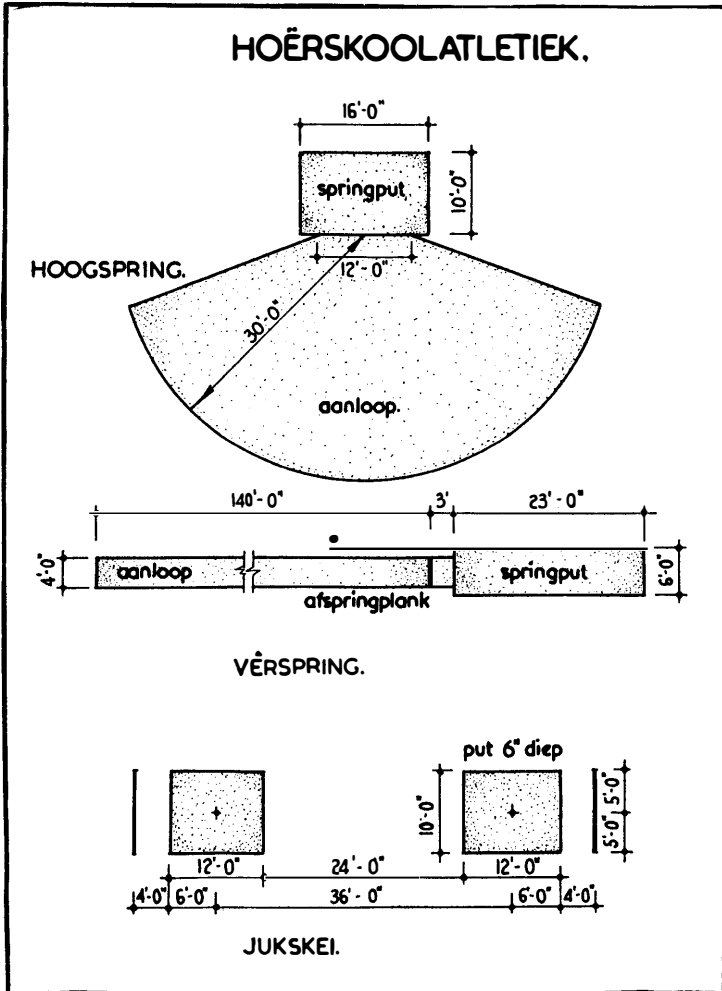 HOËRSKOOLATLETIEK.
16'-0"
springput
10'-0"
HOOGSPRING.
12'-0"
30'-0"
aanloop.
140'-0" 3' 23'-0"
4'-0" aanloop springput 6'-0"
afspringplank
VÊRSPRING.
put 6" diep
10'-0" 5'-0" 5'-0"
12'-0" 24'-0" 12'-0"
4'-0" 6'-0" 36'-0" 6'-0" 4'-0"
JUKSKEI.